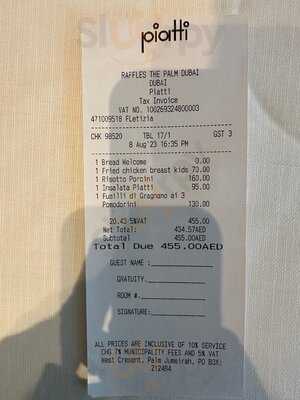 Sluurpy
piatti
RAFFLES THE PALM DUBAI
DUBAI
Piatti
Tax Invoice
VAT NO. 100269324800003
471009518 FLetizia
CHK 98520 TBL 17/1 GST 3
8 Aug'23 16:35 PM
1 Bread Welcome 0.00
1 Fried chicken breast kids 70.00
1 Risotto Porcini 160.00
1 Insalata Piatti 95.00
1 Fusilli di Gragnano ai 3
Pomodorini 130.00
20.43 5%VAT 455.00
Net Total: 434.57AED
Subtotal 455.00AED
Total Due 455.00AED
GUEST NAME :
GRATUITY.
ROOM #.
SIGNATURE:
ALL PRICES ARE INCLUSIVE OF 10% SERVICE
CHG 7% MUNICIPALITY FEES AND 5% VAT
West Cresent, Palm Jumeirah, PO BOX:
212484